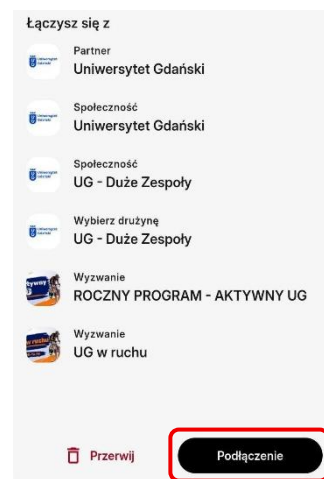 Łączysz się z
Partner
Uniwersytet Gdański
Społeczność
Uniwersytet Gdański
Społeczność
UG - Duże Zespoły
Wybierz drużynę
UG - Duże Zespoły
Wyzwanie
ROCZNY PROGRAM - AKTYWNY UG
Wyzwanie
UG w ruchu
Przerwij
Podłączenie